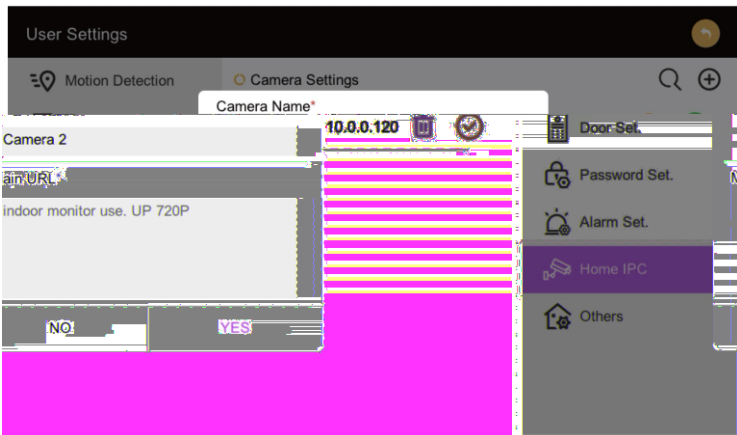 User Settings
Motion Detection
Camera Settings
Camera Name*
10.0.0.120
Door Set.
Camera 2
ain URL*
Password Set.
indoor monitor use. UP 720P
Alarm Set.
Home IPC
Others
NO
YES